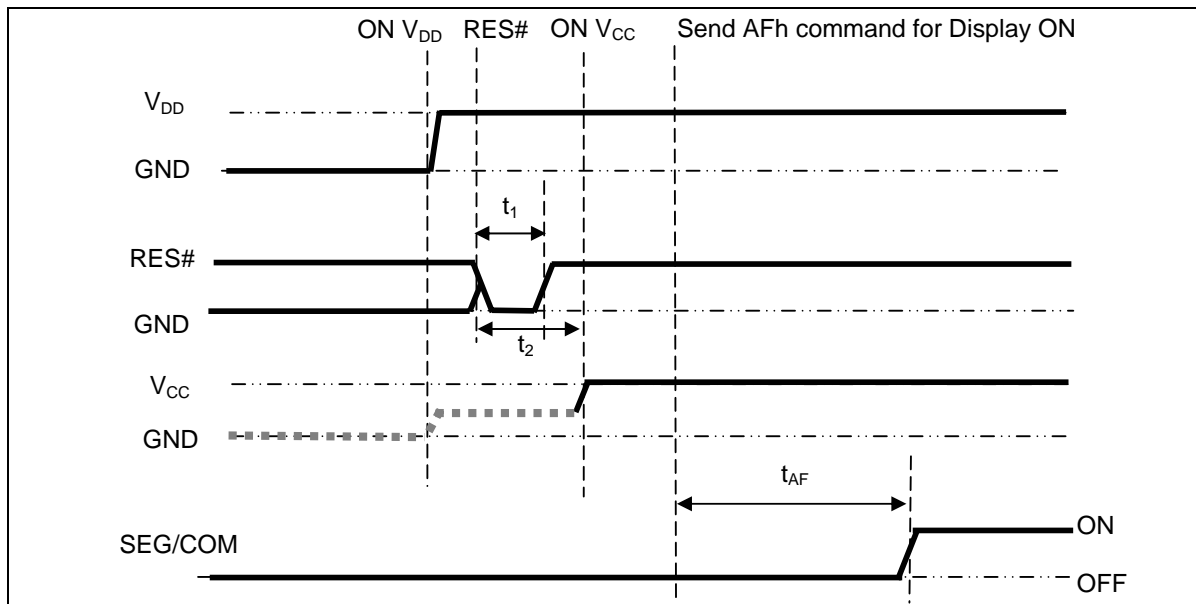 ON VDD RES# ON VCC Send AFh command for Display ON
VDD
GND
t1
RES#
GND
t2
VCC
GND
tAF
ON
SEG/COM
OFF